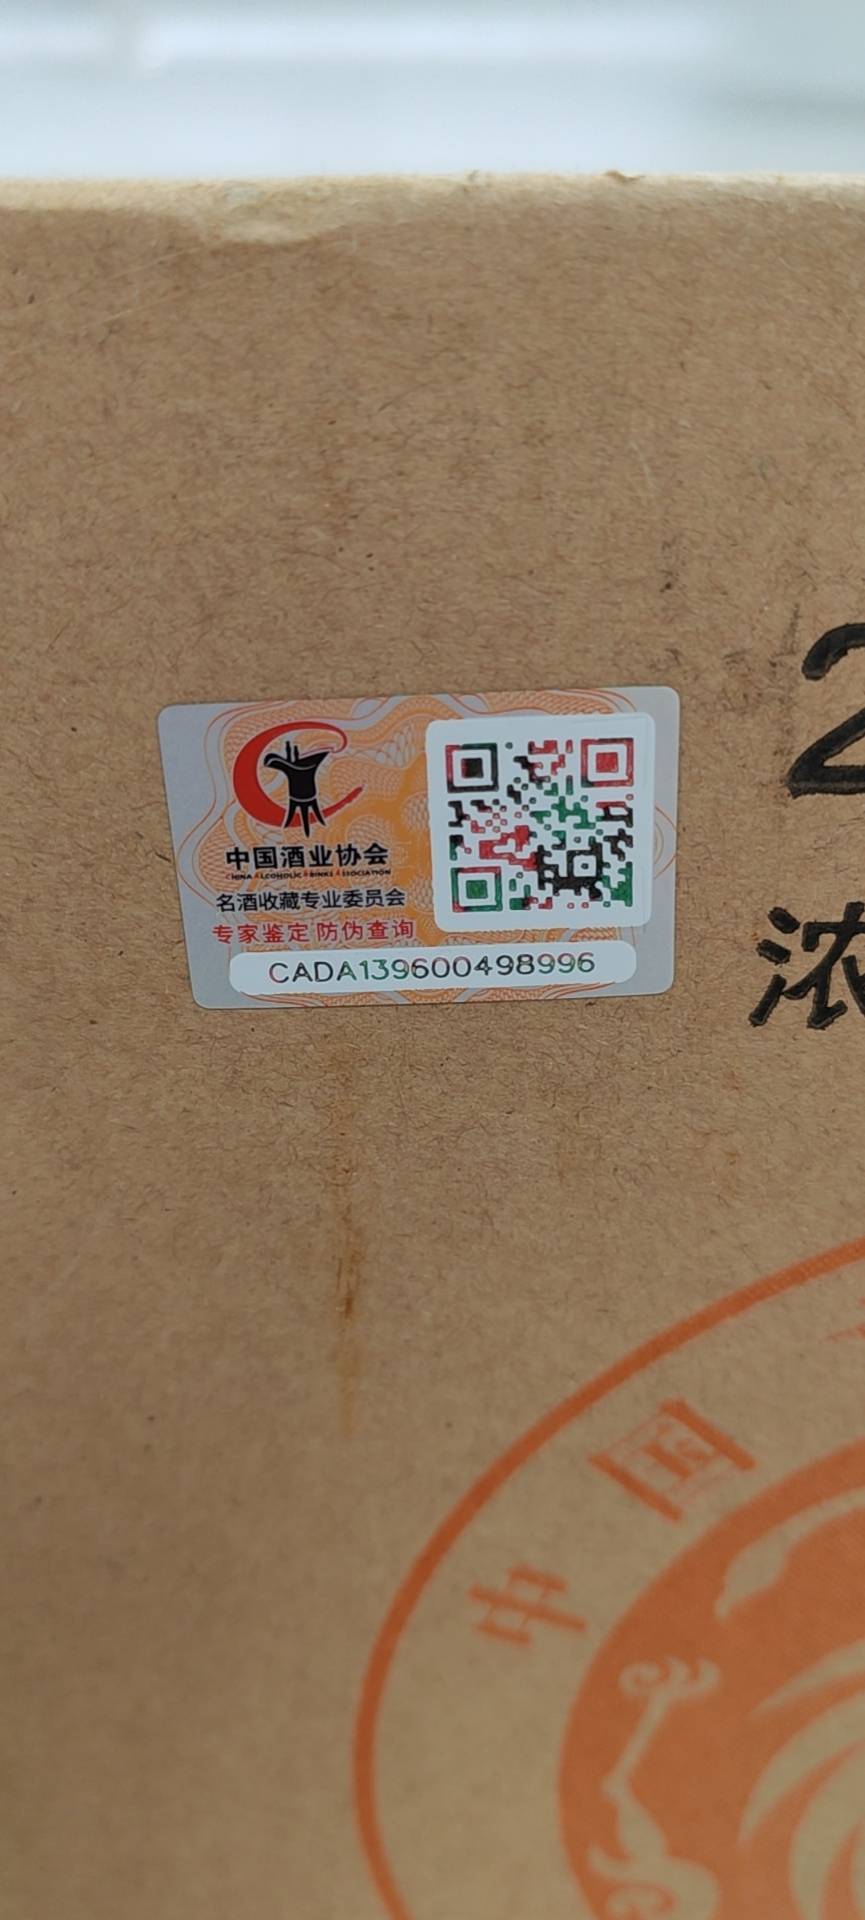 中国酒业协会
CHINA ALCOHOLIC DRINKS ASSOCIATION
名酒收藏专业委员会
专家鉴定 防伪查询
CADA139600498996
2
浓
中国